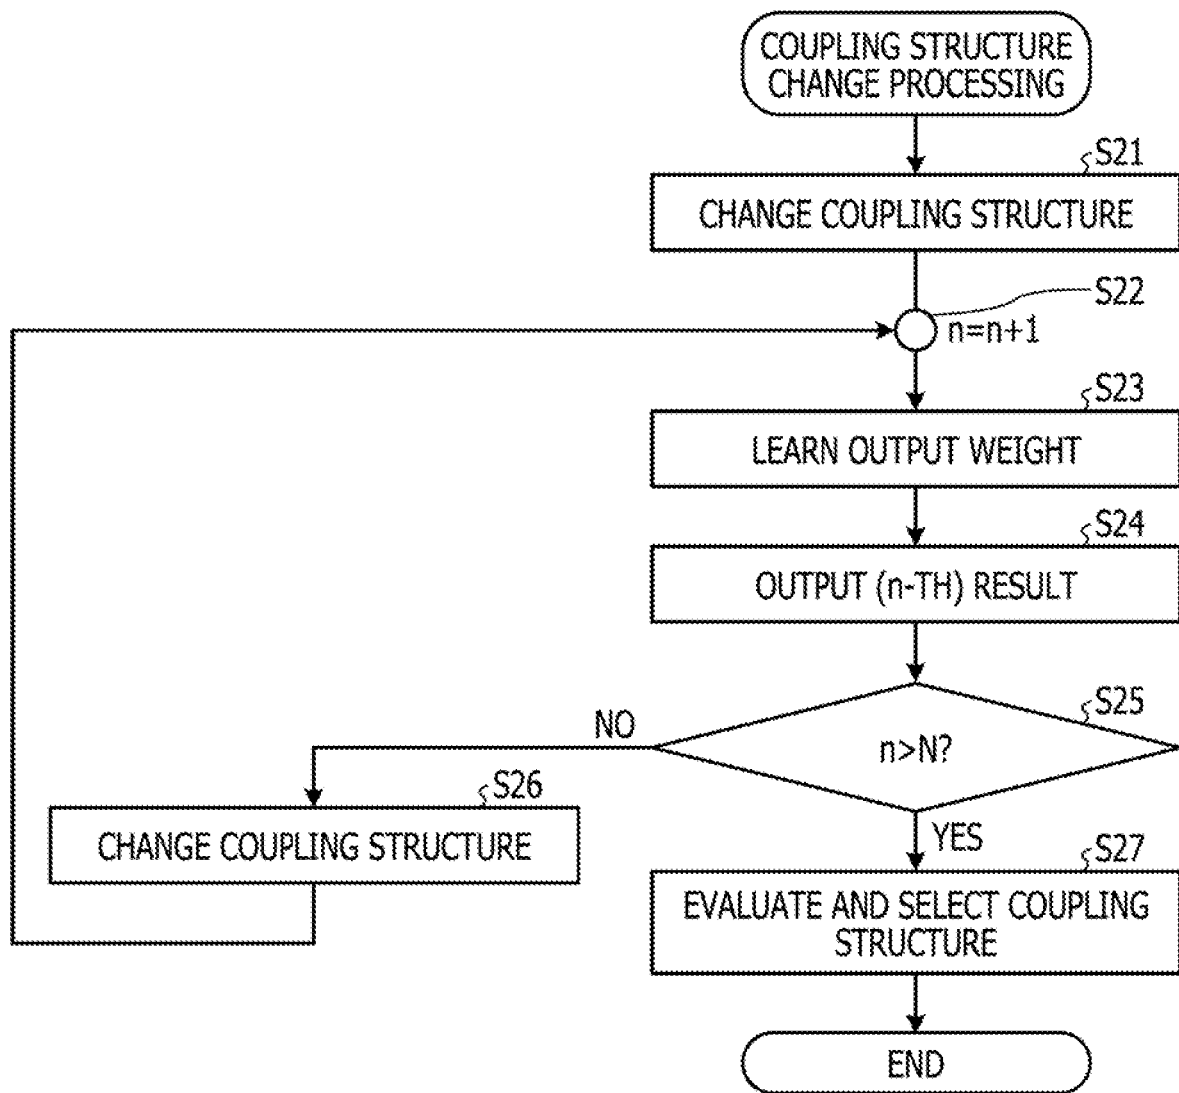 COUPLING STRUCTURE
CHANGE PROCESSING
S21
CHANGE COUPLING STRUCTURE
S22
n=n+1
S23
LEARN OUTPUT WEIGHT
S24
OUTPUT (n-TH) RESULT
S25
NO
n>N?
S26
CHANGE COUPLING STRUCTURE
YES
S27
EVALUATE AND SELECT COUPLING
STRUCTURE
END